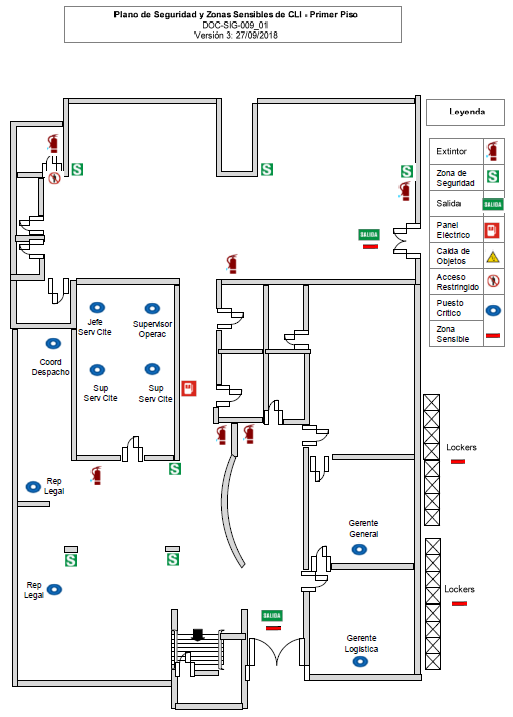 Plano de Seguridad y Zonas Sensibles de CLI - Primer Piso
DOC-SIG-009_01
Versión 3: 27/09/2018
Leyenda
Extintor
Zona de
Seguridad
S
Salida
SALIDA
Panel
Eléctrico
Caida de
Objetos
Acceso
Restringido
Puesto
Crítico
Zona
Sensible
S
S
S
SALIDA
Jefe
Serv Cite
Supervisor
Operac
Coord
Despacho
Sup
Serv Cite
Sup
Serv Cite
S
Rep
Legal
Lockers
Gerente
General
S
S
Rep
Legal
Lockers
SALIDA
Gerente
Logística